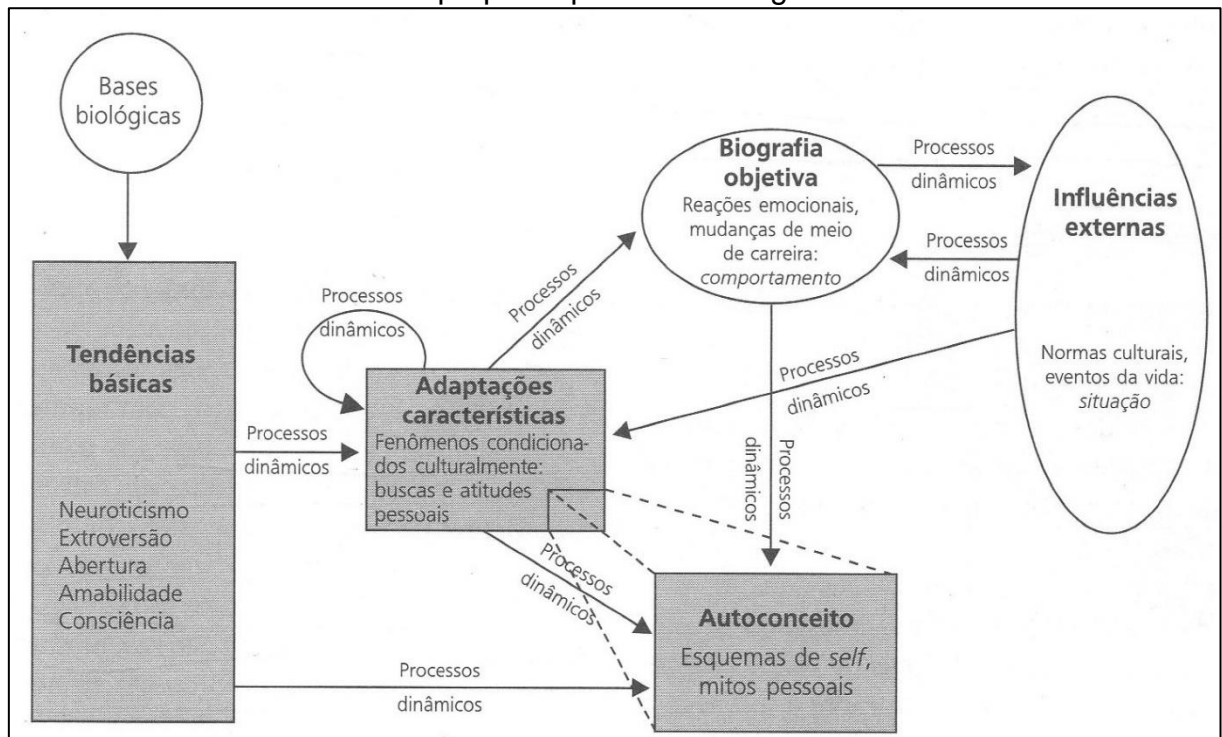 Bases
biológicas
Biografia
objetiva
Reações emocionais,
mudanças de meio
de carreira:
comportamento
Processos
dinâmicos
Processos
dinâmicos
Influências
externas
Normas culturais,
eventos da vida:
situação
Tendências
básicas
Neuroticismo
Extroversão
Abertura
Amabilidade
Consciência
Processos
dinâmicos
Processos
dinâmicos
Processos
dinâmicos
Adaptações
características
Fenômenos condiciona-
dos culturalmente:
buscas e atitudes
pessoais
Processos
dinâmicos
Processos
dinâmicos
Processos
dinâmicos
Processos
dinâmicos
Autoconceito
Esquemas de self,
mitos pessoais